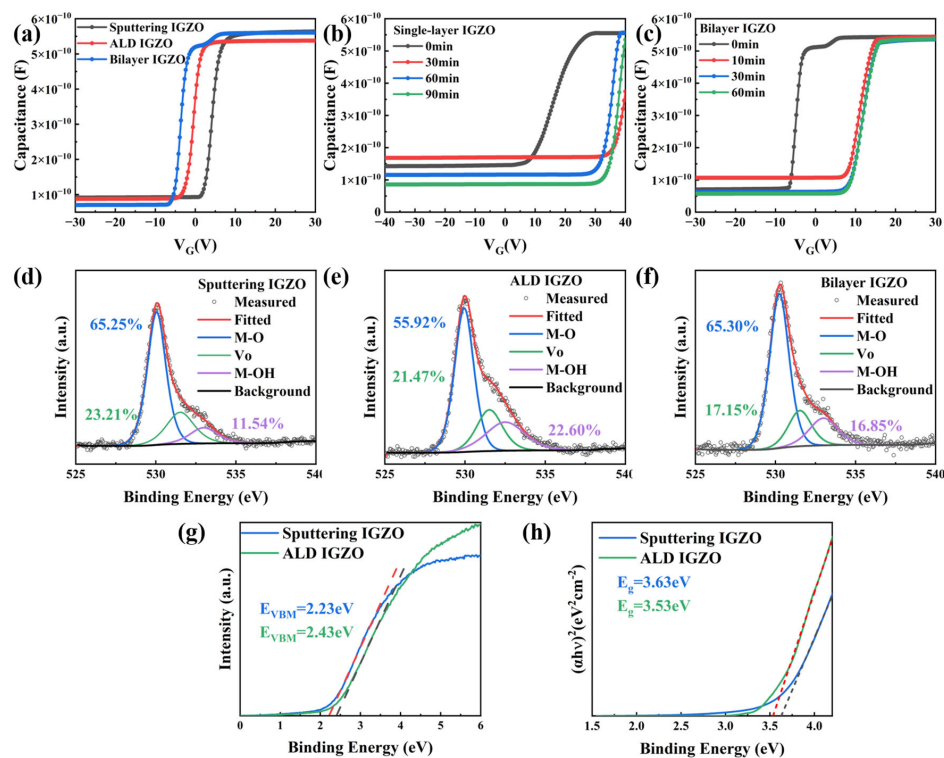 (a)
Sputtering IGZO
ALD IGZO
Bilayer IGZO
6×10⁻¹⁰
5×10⁻¹⁰
4×10⁻¹⁰
3×10⁻¹⁰
2×10⁻¹⁰
1×10⁻¹⁰
Capacitance (F)
−30 −20 −10 0 10 20 30
V_G(V)
(b)
Single-layer IGZO
0min
30min
60min
90min
6×10⁻¹⁰
5×10⁻¹⁰
4×10⁻¹⁰
3×10⁻¹⁰
2×10⁻¹⁰
1×10⁻¹⁰
0
Capacitance (F)
−40 −30 −20 −10 0 10 20 30 40
V_G(V)
(c)
Bilayer IGZO
0min
10min
30min
60min
6×10⁻¹⁰
5×10⁻¹⁰
4×10⁻¹⁰
3×10⁻¹⁰
2×10⁻¹⁰
1×10⁻¹⁰
0
Capacitance (F)
−30 −20 −10 0 10 20 30
V_G(V)
(d)
Sputtering IGZO
Measured
Fitted
M-O
Vo
M-OH
Background
65.25%
23.21%
11.54%
Intensity (a.u.)
525 530 535 540
Binding Energy (eV)
(e)
ALD IGZO
Measured
Fitted
M-O
Vo
M-OH
Background
55.92%
21.47%
22.60%
Intensity (a.u.)
525 530 535 540
Binding Energy (eV)
(f)
Bilayer IGZO
Measured
Fitted
M-O
Vo
M-OH
Background
65.30%
17.15%
16.85%
Intensity (a.u.)
525 530 535 540
Binding Energy (eV)
(g)
Sputtering IGZO
ALD IGZO
E_VBM=2.23eV
E_VBM=2.43eV
Intensity (a.u.)
0 1 2 3 4 5 6
Binding Energy (eV)
(h)
Sputtering IGZO
ALD IGZO
E_g=3.63eV
E_g=3.53eV
(αhν)²(eV²cm⁻²)
1.5 2.0 2.5 3.0 3.5 4.0
Binding Energy (eV)